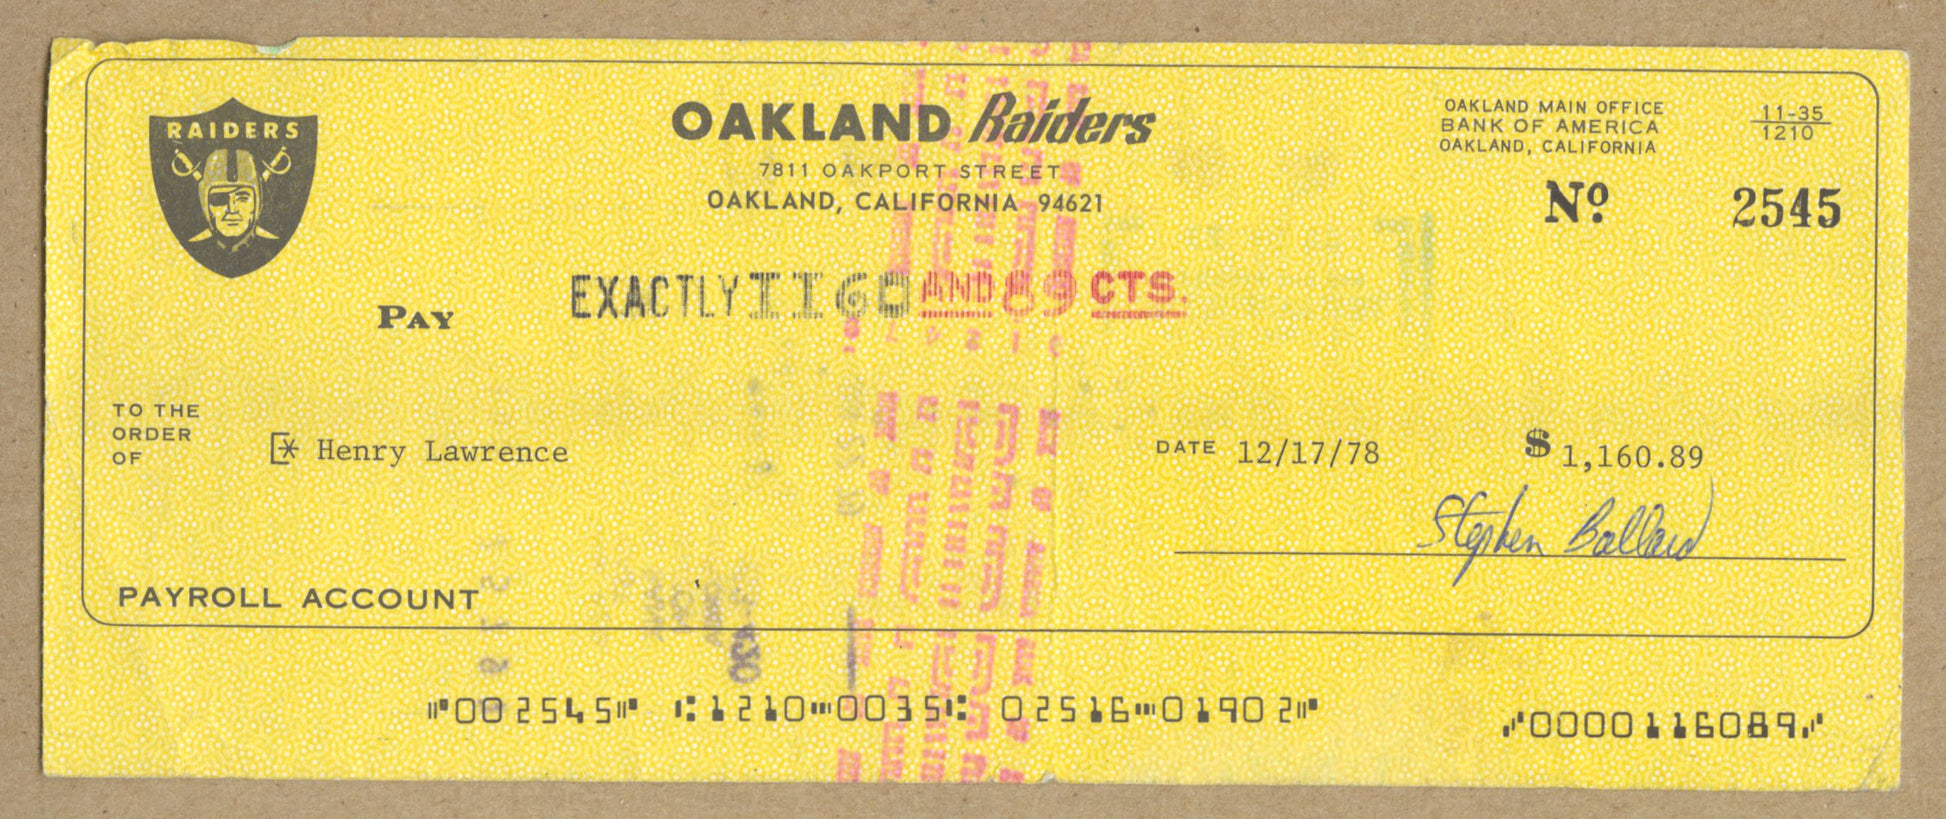 RAIDERS
OAKLAND Raiders
7811 OAKPORT STREET
OAKLAND, CALIFORNIA 94621
OAKLAND MAIN OFFICE
BANK OF AMERICA
OAKLAND, CALIFORNIA
11-35
1210
Nº 2545
PAY
EXACTLY 1160 AND 89 CTS.
TO THE
ORDER
OF
[* Henry Lawrence
DATE 12/17/78
$ 1,160.89
Stephen Ballard
PAYROLL ACCOUNT
⑈002545⑈ ⑆1210⑉0035⑆ 02516⑉01902⑈ ⑇0000116089⑇